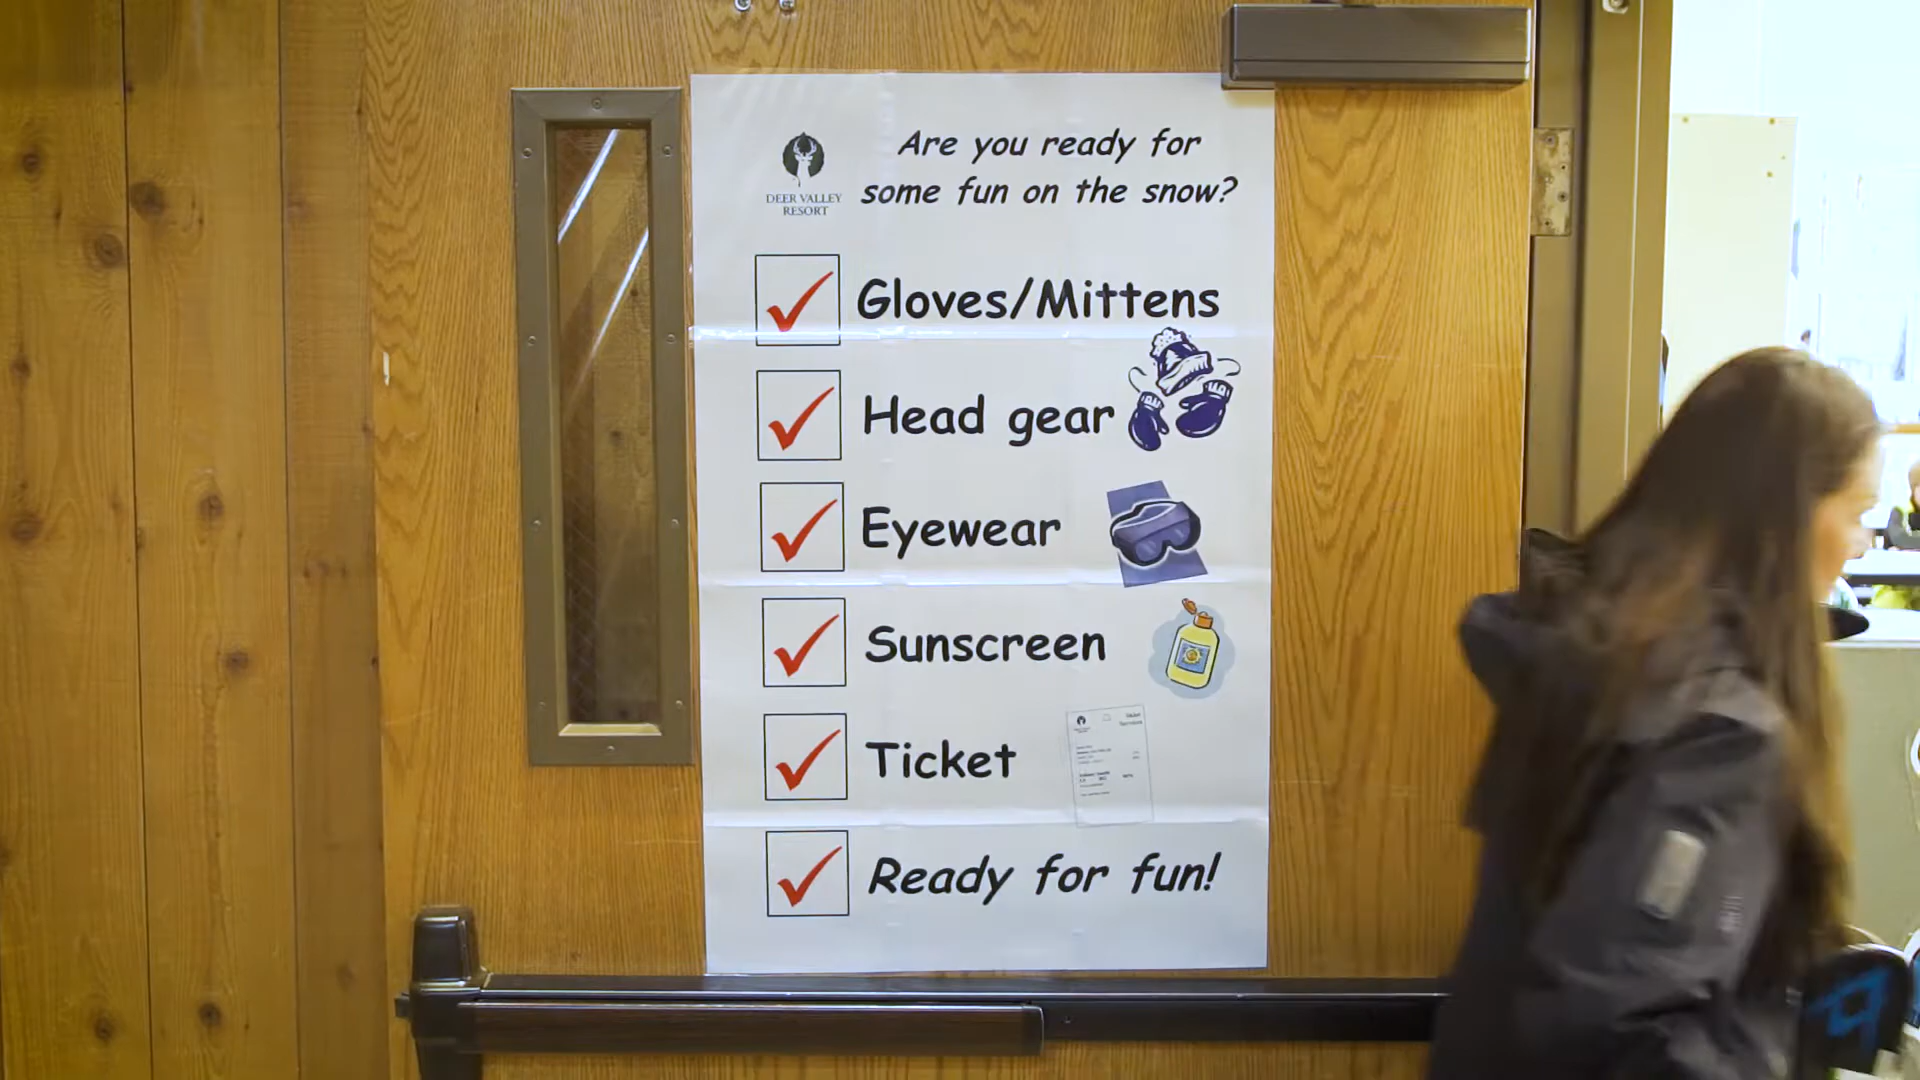 Are you ready for
some fun on the snow?
DEER VALLEY
RESORT
Gloves/Mittens
Head gear
Eyewear
Sunscreen
Ticket
Ready for fun!